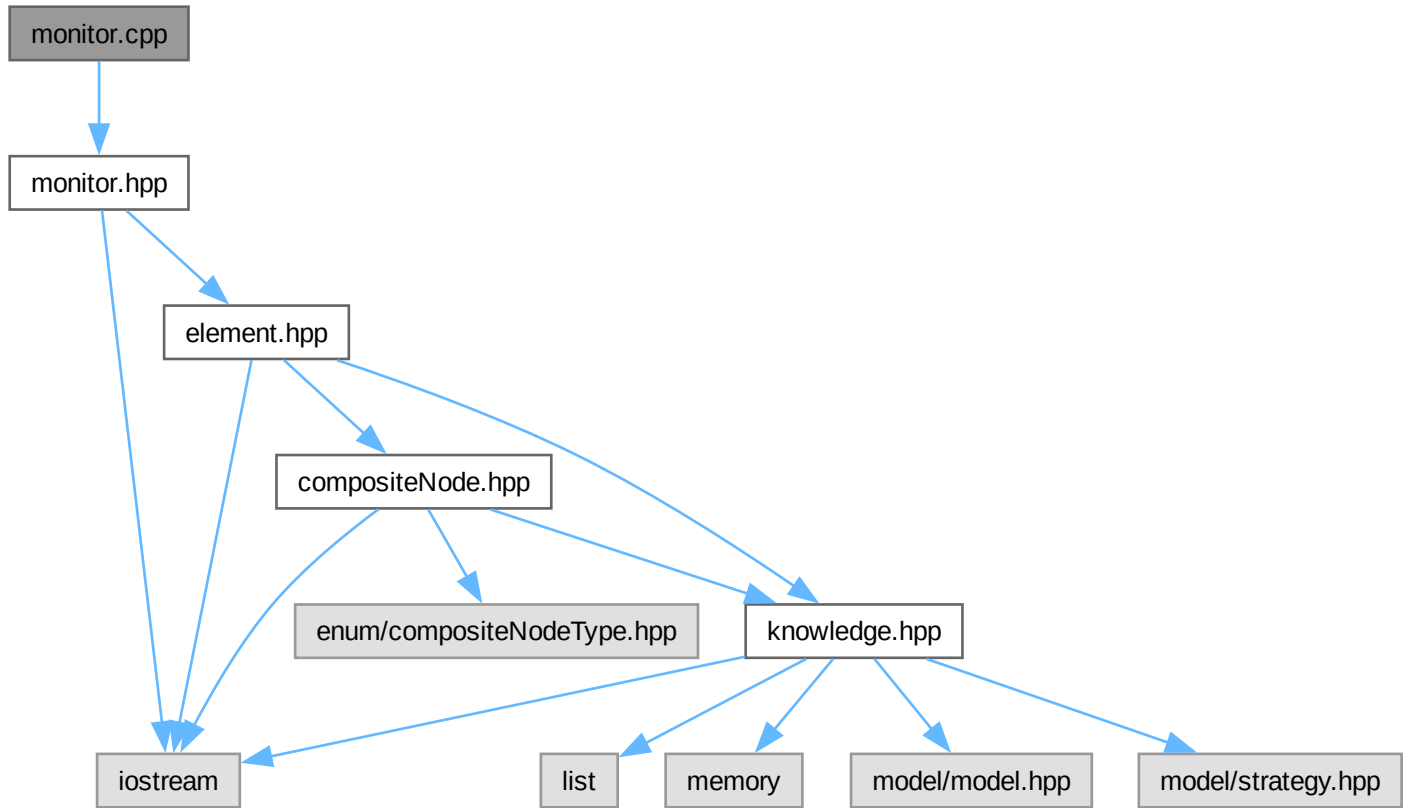 monitor.cpp
monitor.hpp
element.hpp
compositeNode.hpp
enum/compositeNodeType.hpp
knowledge.hpp
iostream
list
memory
model/model.hpp
model/strategy.hpp